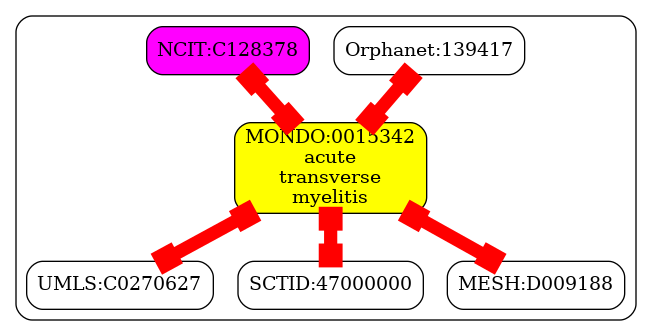 NCIT:C128378
Orphanet:139417
MONDO:0015342
acute
transverse
myelitis
UMLS:C0270627
SCTID:47000000
MESH:D009188